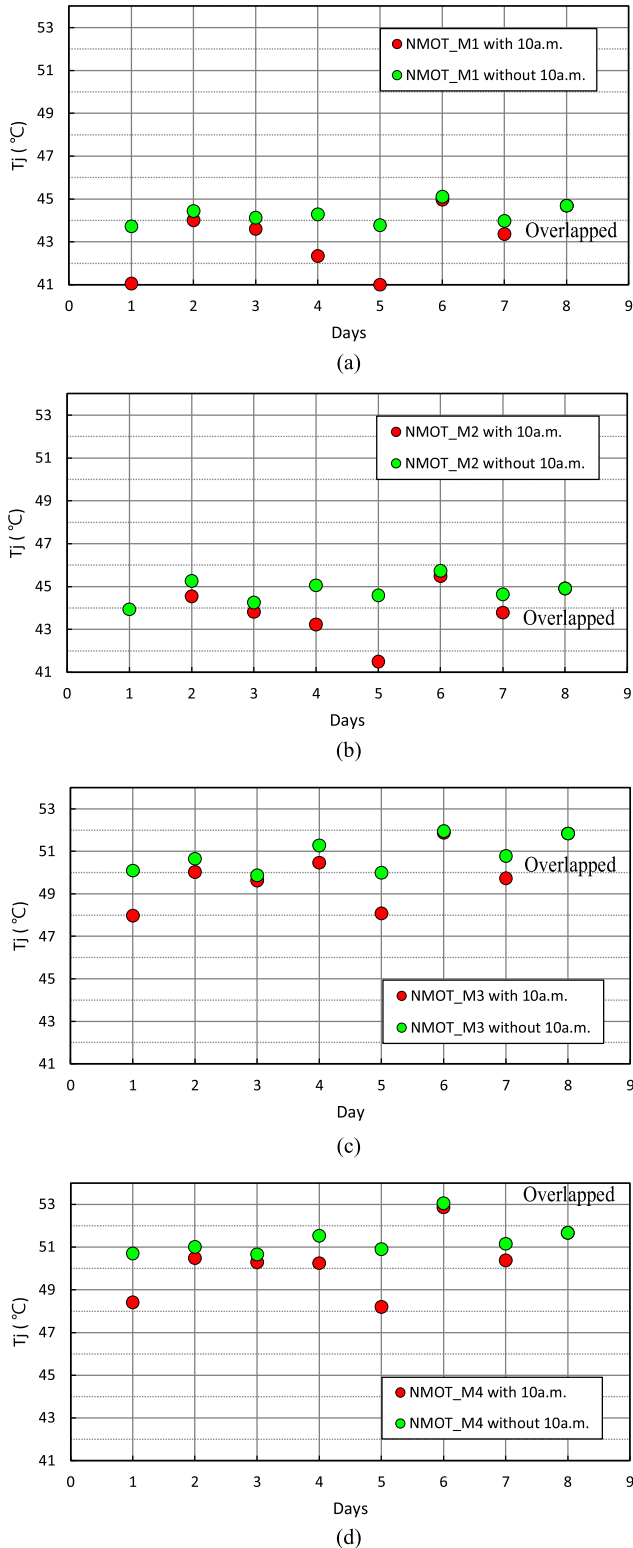 53
NMOT_M1 with 10a.m.
51
NMOT_M1 without 10a.m.
49
Tj ( ℃)
47
45
Overlapped
43
41
0 1 2 3 4 5 6 7 8 9
Days
(a)
53
NMOT_M2 with 10a.m.
51
NMOT_M2 without 10a.m.
49
Tj ( ℃)
47
45
Overlapped
43
41
0 1 2 3 4 5 6 7 8 9
Days
(b)
53
51
Overlapped
49
Tj ( ℃)
47
45
NMOT_M3 with 10a.m.
43
NMOT_M3 without 10a.m.
41
0 1 2 3 4 5 6 7 8 9
Day
(c)
Overlapped
53
51
49
Tj ( ℃)
47
45
NMOT_M4 with 10a.m.
43
NMOT_M4 without 10a.m.
41
0 1 2 3 4 5 6 7 8 9
Days
(d)